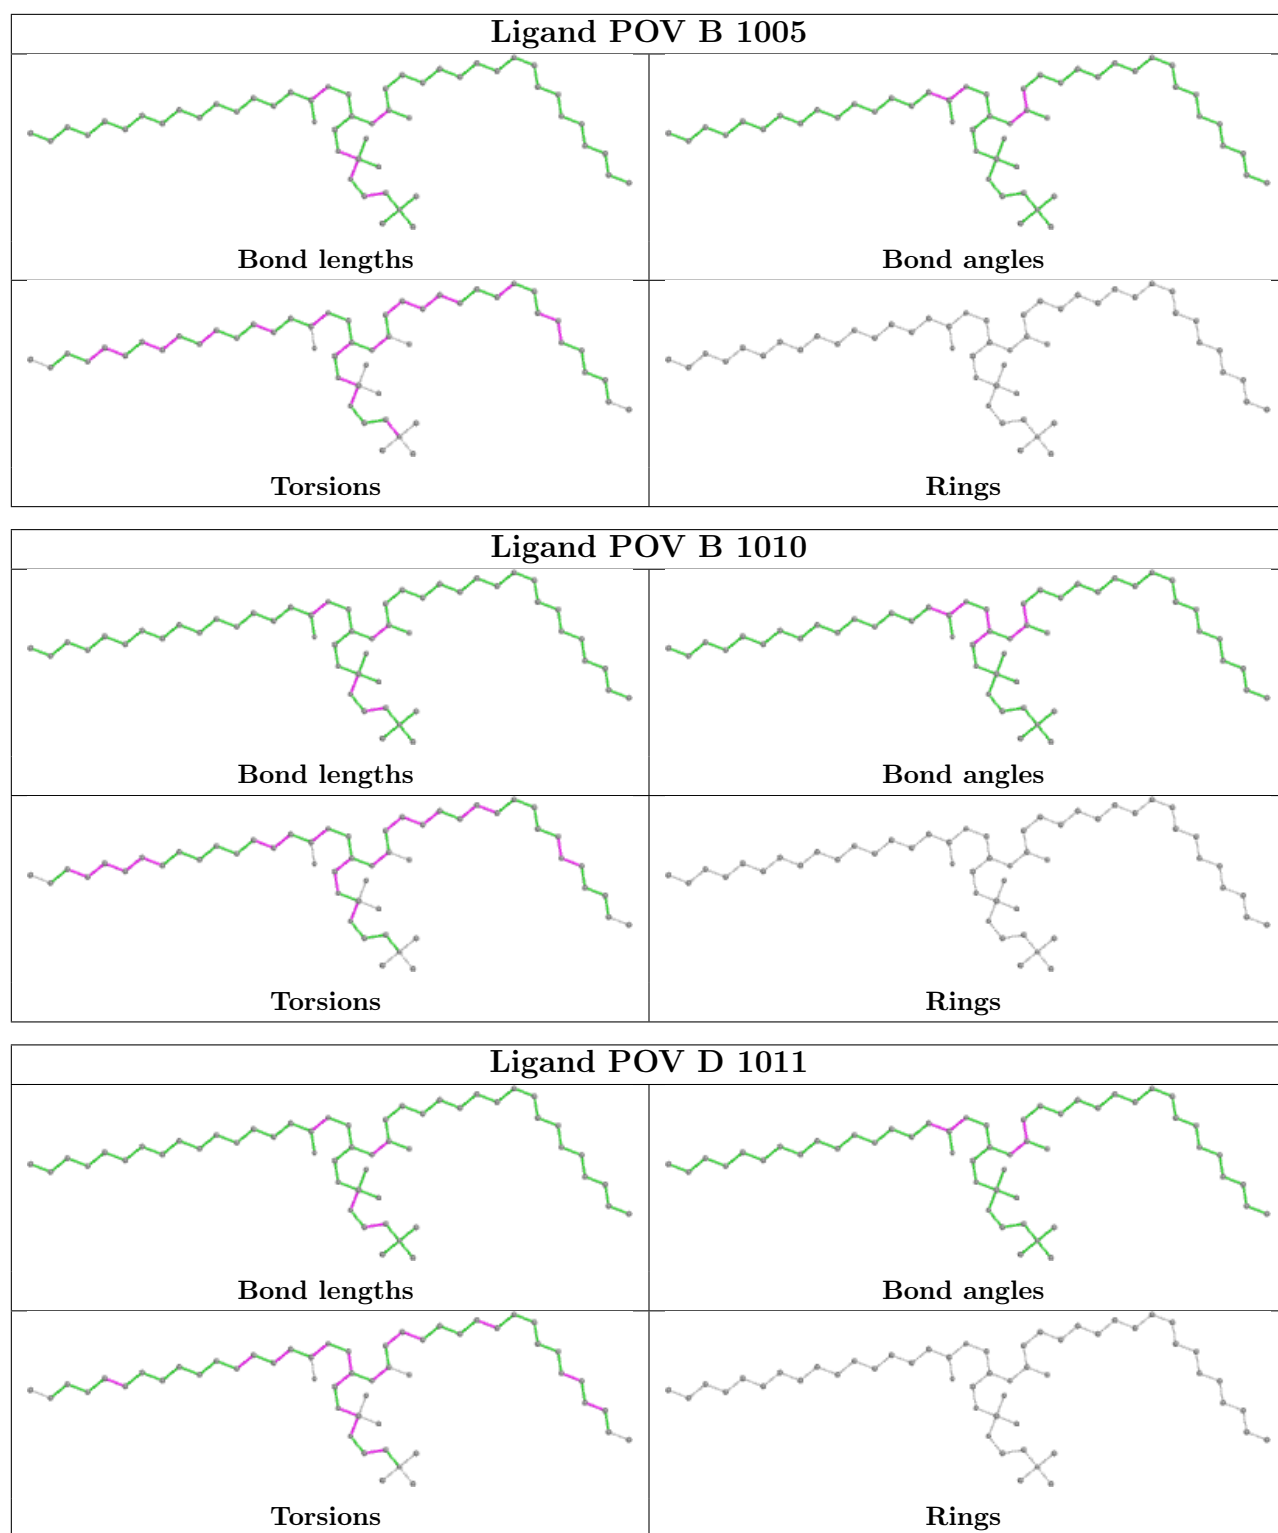 Ligand POV B 1005
Bond lengths
Bond angles
Torsions
Rings
Ligand POV B 1010
Bond lengths
Bond angles
Torsions
Rings
Ligand POV D 1011
Bond lengths
Bond angles
Torsions
Rings